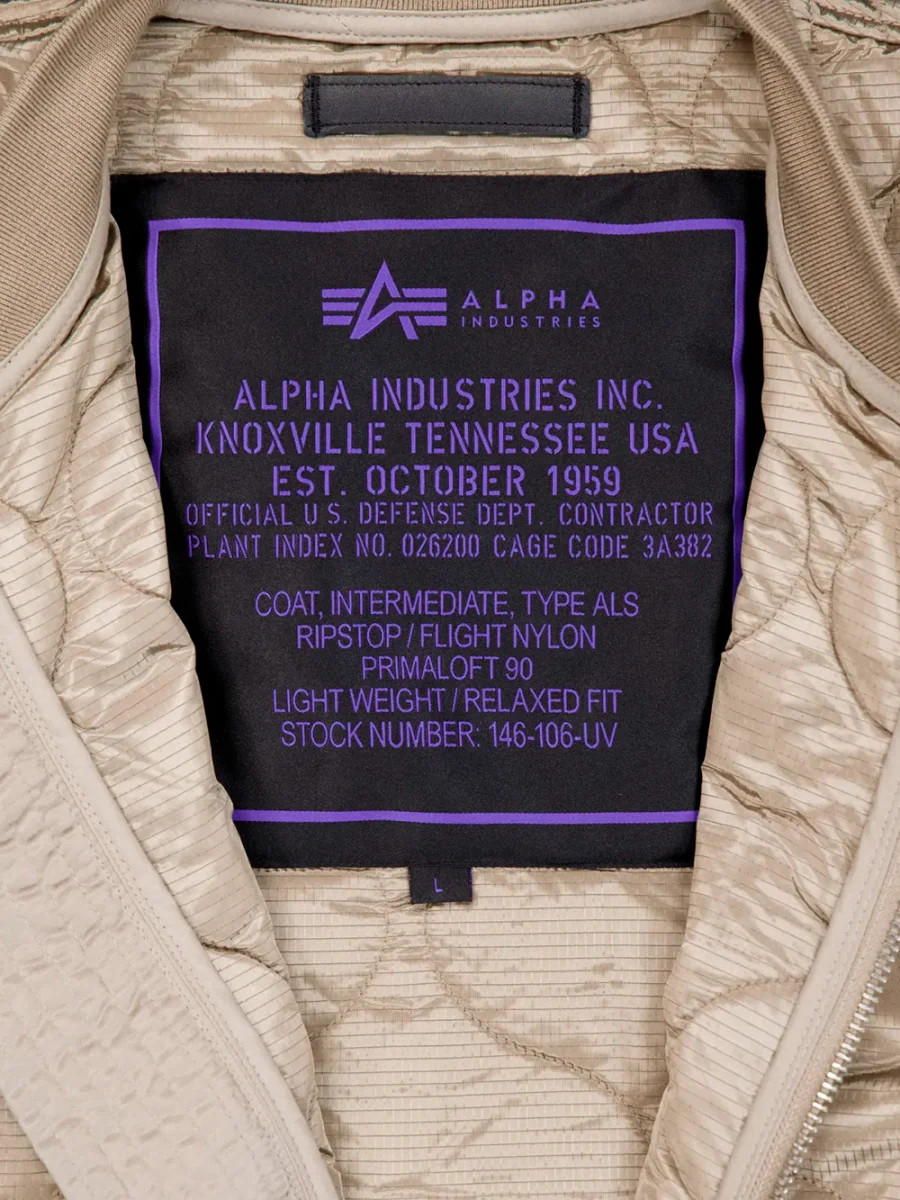 ALPHA
INDUSTRIES
ALPHA INDUSTRIES INC.
KNOXVILLE TENNESSEE USA
EST. OCTOBER 1959
OFFICIAL U S. DEFENSE DEPT. CONTRACTOR
PLANT INDEX NO. 026200 CAGE CODE 3A382
COAT, INTERMEDIATE, TYPE ALS
RIPSTOP / FLIGHT NYLON
PRIMALOFT 90
LIGHT WEIGHT / RELAXED FIT
STOCK NUMBER: 146-106-UV
L